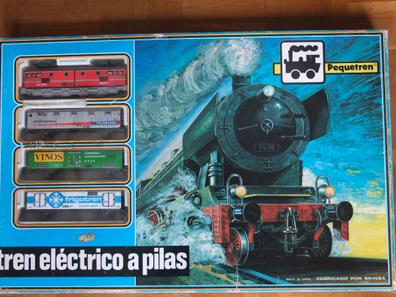 Pequetren
VINOS
frigotren
tren eléctrico a pilas
FABRICADO POR SEINSA